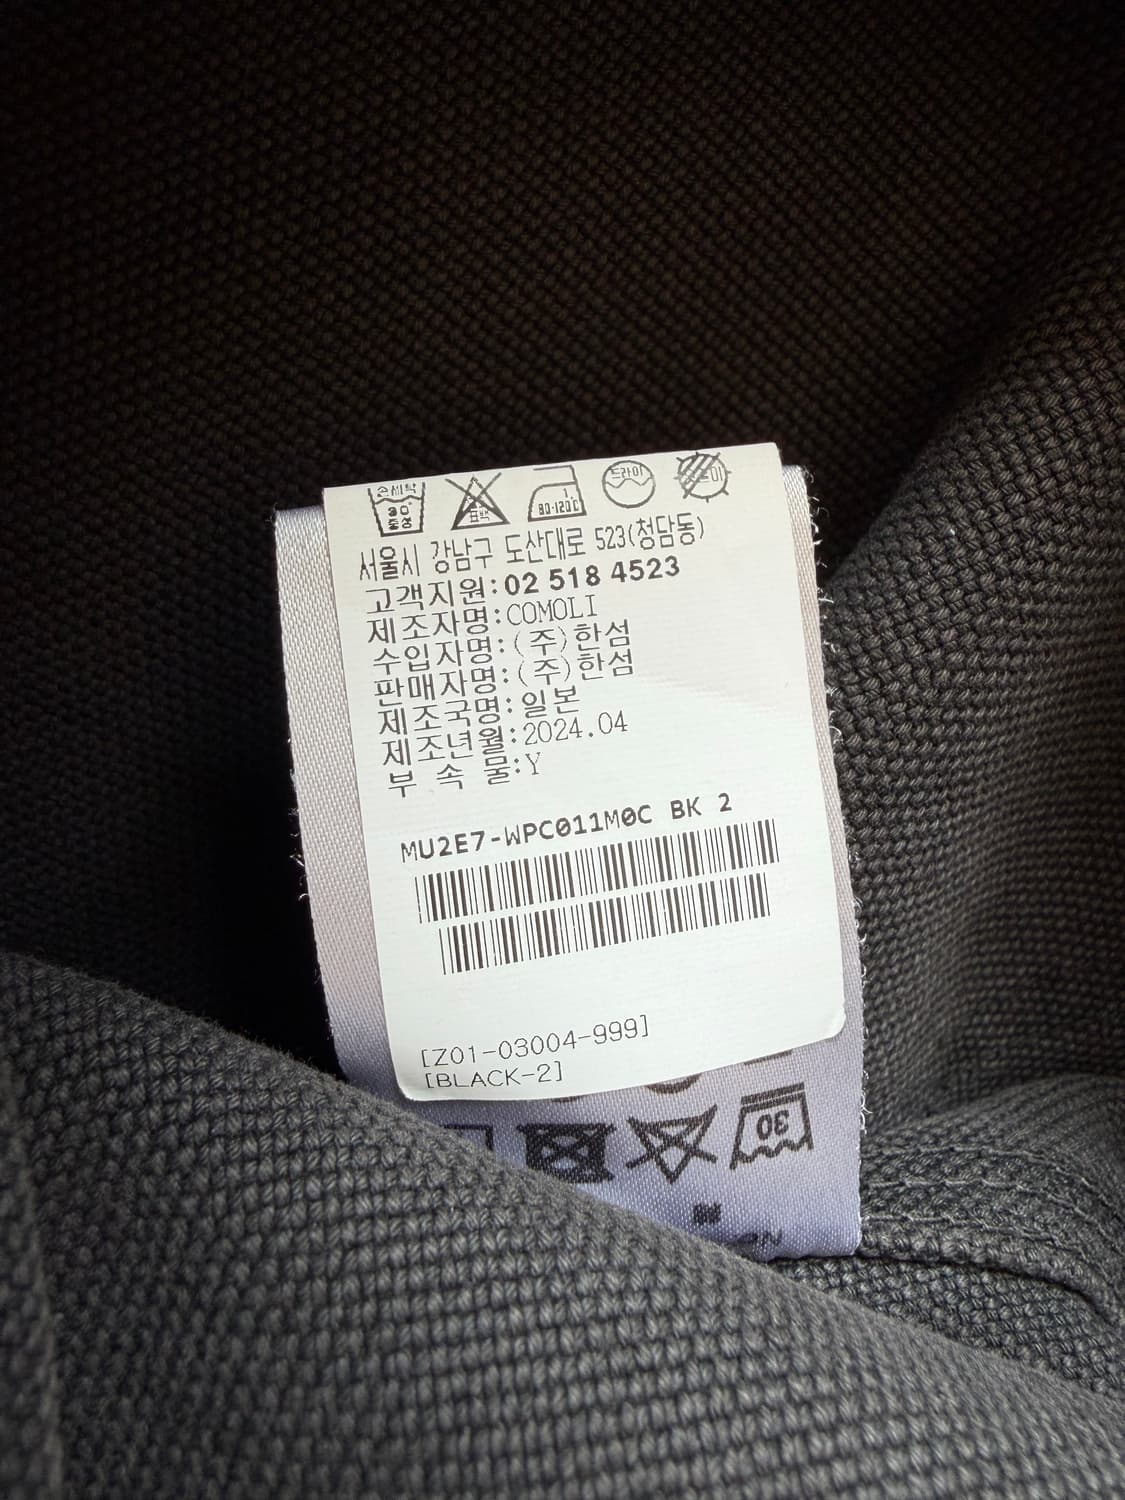 손세탁
30°
중성
표백
80-120℃
드라이
서울시 강남구 도산대로 523(청담동)
고객지원:02 518 4523
제조자명:COMOLI
수입자명:(주)한섬
판매자명:(주)한섬
제조국명:일본
제조년월:2024.04
부 속 물:Y
MU2E7-WPC011M0C BK 2
[Z01-03004-999]
[BLACK-2]
30